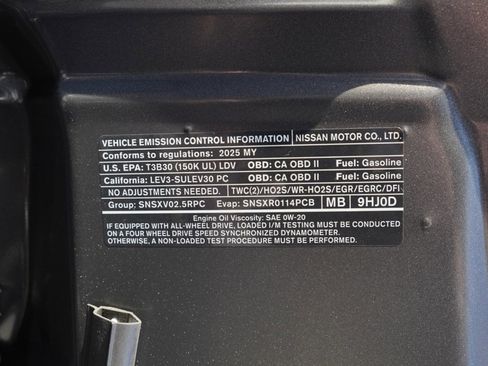 VEHICLE EMISSION CONTROL INFORMATION NISSAN MOTOR CO., LTD.
Conforms to regulations: 2025 MY
U.S. EPA: T3B30 (150K UL) LDV OBD: CA OBD II Fuel: Gasoline
California: LEV3-SULEV30 PC OBD: CA OBD II Fuel: Gasoline
NO ADJUSTMENTS NEEDED. TWC(2)/HO2S/WR-HO2S/EGR/EGRC/DFI
Group: SNSXV02.5RPC Evap: SNSXR0114PCB MB 9HJ0D
Engine Oil Viscosity: SAE 0W-20
IF EQUIPPED WITH ALL-WHEEL DRIVE, LOADED I/M TESTING MUST BE CONDUCTED
ON A FOUR WHEEL DRIVE SPEED SYNCHRONIZED DYNAMOMETER.
OTHERWISE, A NON-LOADED TEST PROCEDURE MUST BE PERFORMED.